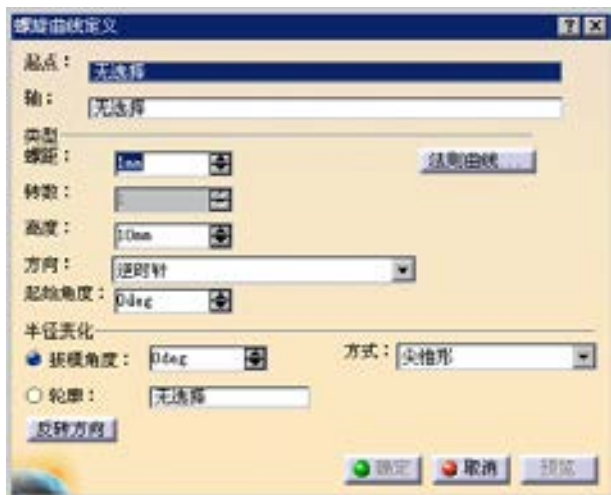 螺旋曲线定义
起点： 无选择
轴： 无选择
类型
螺距： 1mm 法则曲线...
转数： 1
高度： 10mm
方向： 逆时针
起始角度： 0deg
半径变化
拔模角度： 0deg 方式： 尖锥形
轮廓： 无选择
反转方向
确定 取消 预览